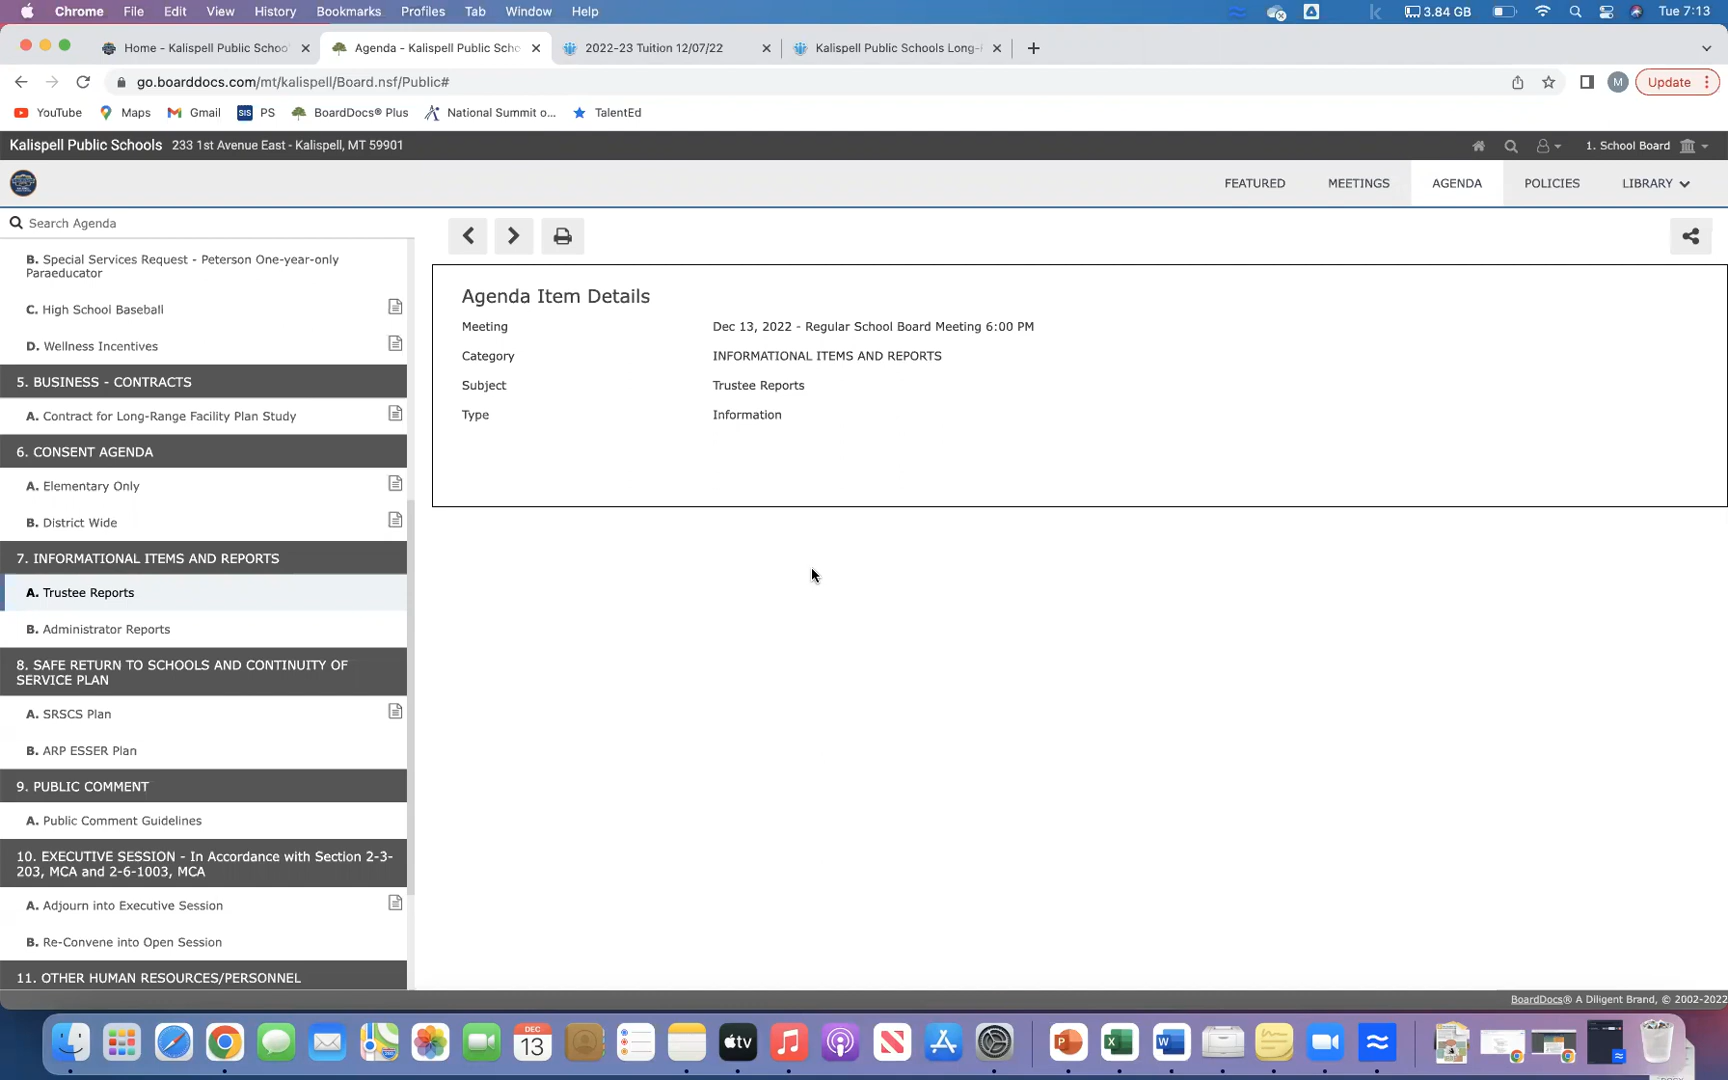 Chrome File Edit View History Bookmarks Profiles Tab Window Help 3.84 GB Tue 7:13
Home - Kalispell Public Schoo Agenda - Kalispell Public Scho 2022-23 Tuition 12/07/22 Kalispell Public Schools Long-
go.boarddocs.com/mt/kalispell/Board.nsf/Public# M Update
YouTube Maps Gmail SIS PS BoardDocs® Plus National Summit o... TalentEd
Kalispell Public Schools 233 1st Avenue East - Kalispell, MT 59901 1. School Board
FEATURED MEETINGS AGENDA POLICIES LIBRARY
Search Agenda
B. Special Services Request - Peterson One-year-only
Paraeducator
C. High School Baseball
D. Wellness Incentives
5. BUSINESS - CONTRACTS
A. Contract for Long-Range Facility Plan Study
6. CONSENT AGENDA
A. Elementary Only
B. District Wide
7. INFORMATIONAL ITEMS AND REPORTS
A. Trustee Reports
B. Administrator Reports
8. SAFE RETURN TO SCHOOLS AND CONTINUITY OF
SERVICE PLAN
A. SRSCS Plan
B. ARP ESSER Plan
9. PUBLIC COMMENT
A. Public Comment Guidelines
10. EXECUTIVE SESSION - In Accordance with Section 2-3-
203, MCA and 2-6-1003, MCA
A. Adjourn into Executive Session
B. Re-Convene into Open Session
11. OTHER HUMAN RESOURCES/PERSONNEL
Agenda Item Details
Meeting Dec 13, 2022 - Regular School Board Meeting 6:00 PM
Category INFORMATIONAL ITEMS AND REPORTS
Subject Trustee Reports
Type Information
BoardDocs® A Diligent Brand, © 2002-2022
DEC
13
tv
P X W